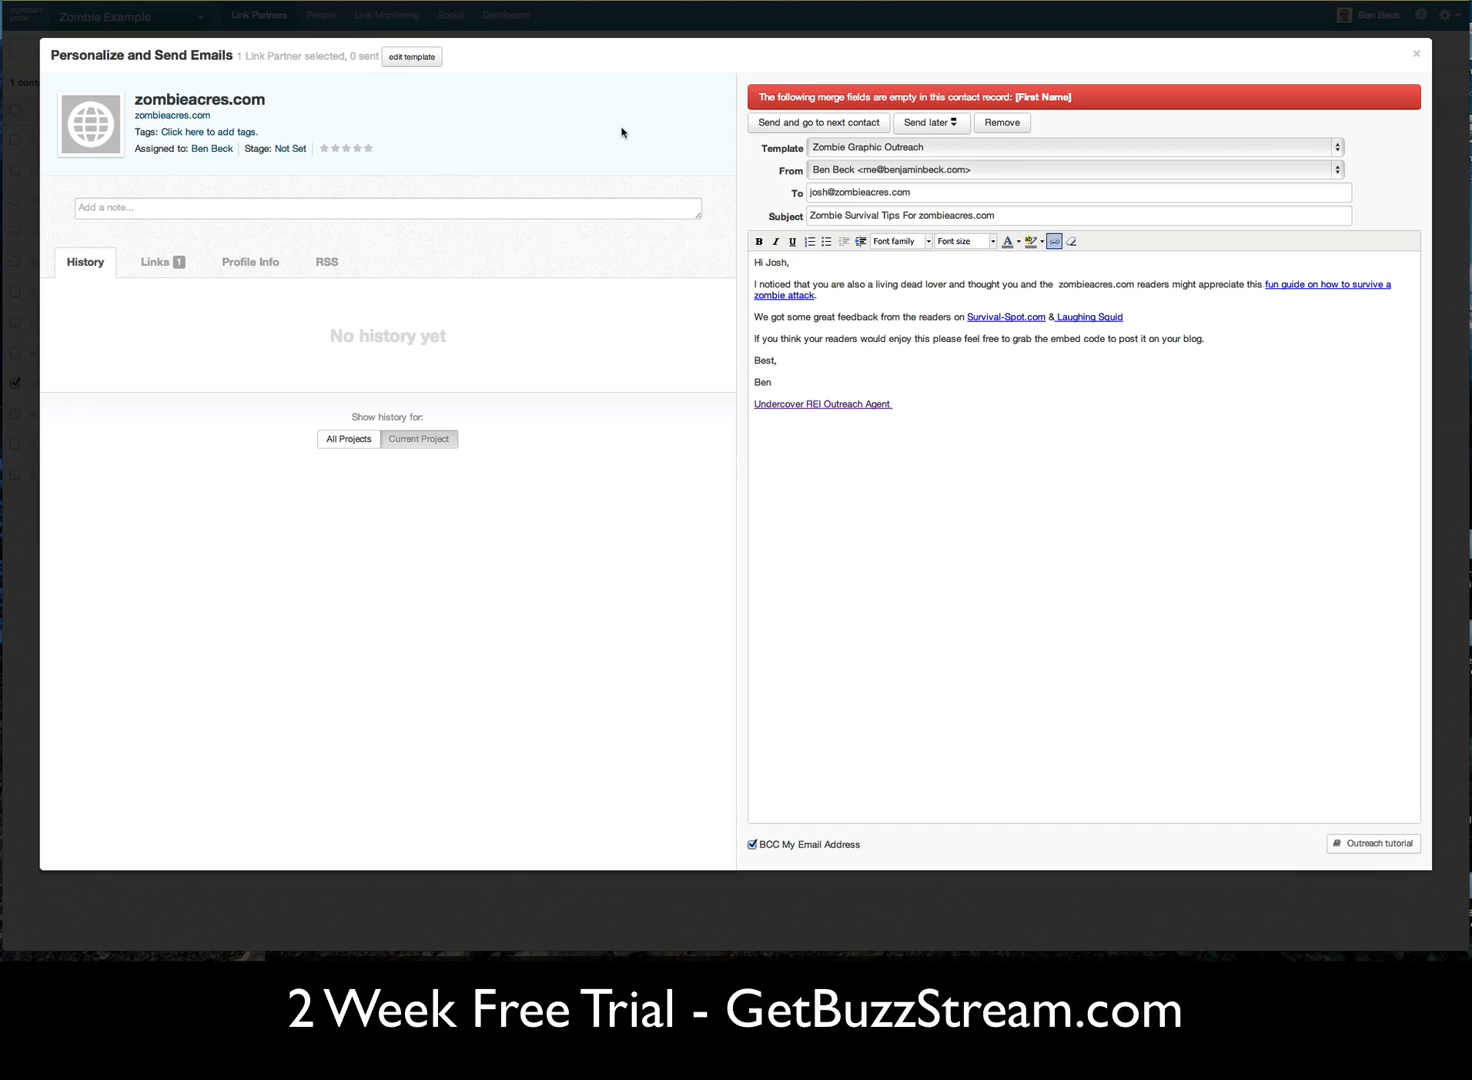 CURRENT VIEW
Zombie Example
Link Partners
People
Link Monitoring
Social
Dashboard
Ben Beck
Personalize and Send Emails 1 Link Partner selected, 0 sent edit template
×
zombieacres.com
zombieacres.com
Tags: Click here to add tags.
Assigned to: Ben Beck Stage: Not Set
Add a note...
History Links 1 Profile Info RSS
No history yet
Show history for:
All Projects Current Project
The following merge fields are empty in this contact record: [First Name]
Send and go to next contact Send later Remove
Template Zombie Graphic Outreach
From Ben Beck <me@benjaminbeck.com>
To josh@zombieacres.com
Subject Zombie Survival Tips For zombieacres.com
B I U Font family Font size A ab
Hi Josh,
I noticed that you are also a living dead lover and thought you and the zombieacres.com readers might appreciate this fun guide on how to survive a
zombie attack.
We got some great feedback from the readers on Survival-Spot.com & Laughing Squid
If you think your readers would enjoy this please feel free to grab the embed code to post it on your blog.
Best,
Ben
Undercover REI Outreach Agent
BCC My Email Address
Outreach tutorial
2 Week Free Trial - GetBuzzStream.com